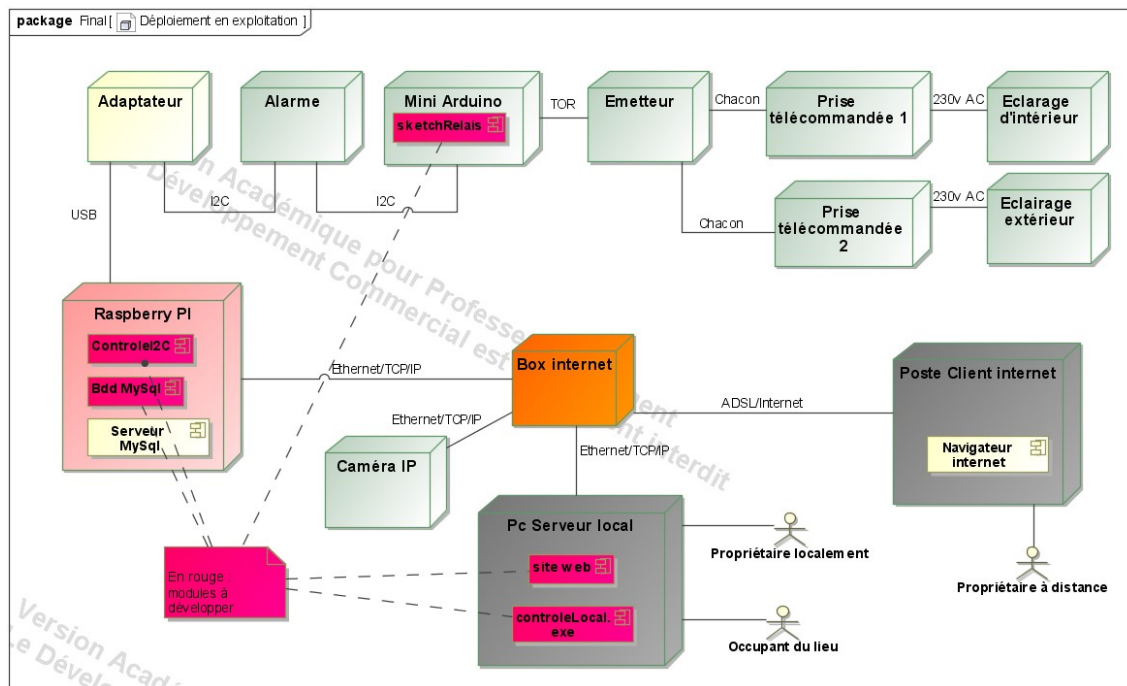 package Final[ Déploiement en exploitation ]
Adaptateur
Alarme
Mini Arduino
sketchRelais
TOR
Emetteur
Chacon
Prise
télécommandée 1
230v AC
Eclarage
d'intérieur
I2C
I2C
USB
Chacon
Prise
télécommandée
2
230v AC
Eclairage
extérieur
Version Académique pour Profess
Le Développement Commercial est
ment
nt interdit
Raspberry PI
ControleI2C
Bdd MySql
Serveur
MySql
Ethernet/TCP/IP
Box internet
ADSL/Internet
Poste Client internet
Navigateur
internet
Ethernet/TCP/IP
Caméra IP
Ethernet/TCP/IP
Pc Serveur local
site web
controleLocal.
exe
Propriétaire localement
Propriétaire à distance
Occupant du lieu
En rouge :
modules à
développer
Version Acad
Le Dével